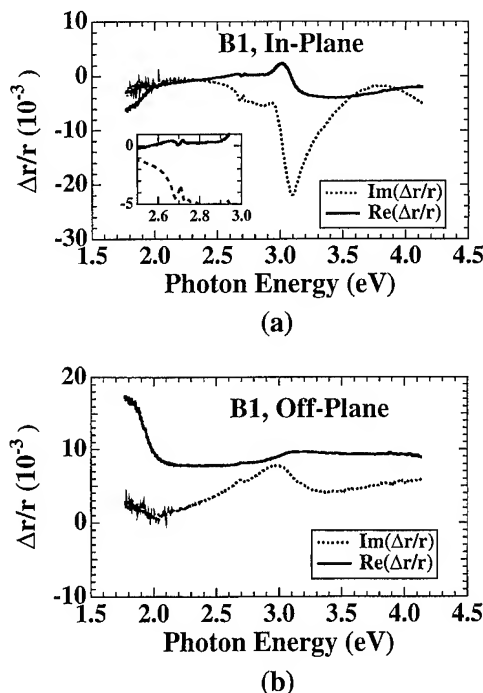 B1, In-Plane
Δr/r (10⁻³)
10
0
-10
-20
-30
0
-5
2.6 2.8 3.0
Im(Δr/r)
Re(Δr/r)
1.5 2.0 2.5 3.0 3.5 4.0 4.5
Photon Energy (eV)
(a)
B1, Off-Plane
Δr/r (10⁻³)
20
10
0
-10
Im(Δr/r)
Re(Δr/r)
1.5 2.0 2.5 3.0 3.5 4.0 4.5
Photon Energy (eV)
(b)